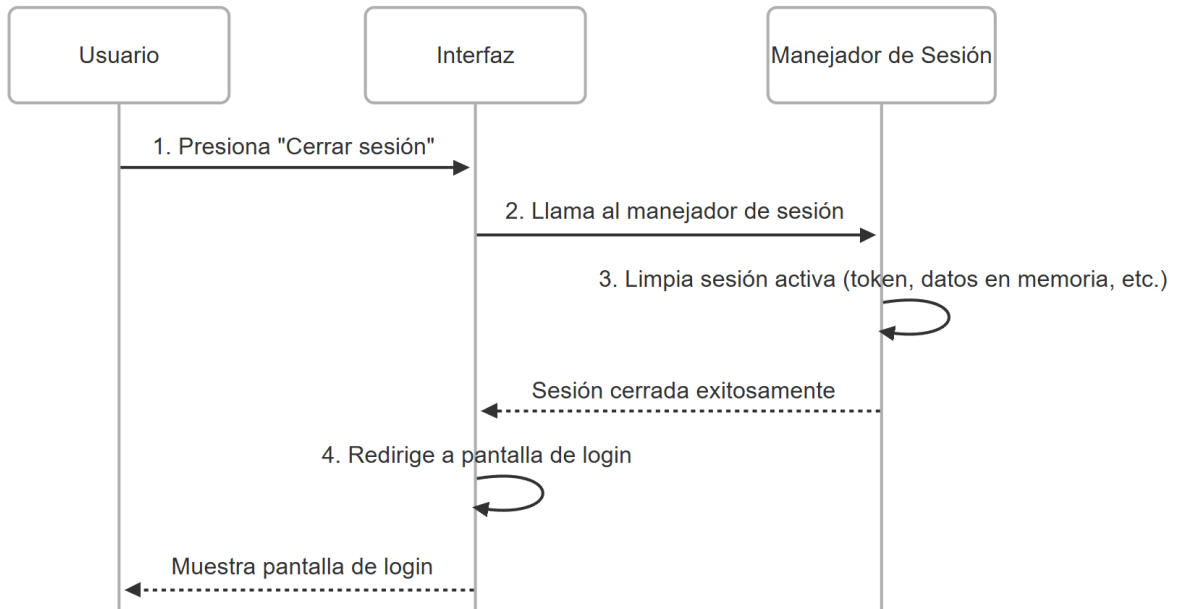 Usuario
Interfaz
Manejador de Sesión
1. Presiona "Cerrar sesión"
2. Llama al manejador de sesión
3. Limpia sesión activa (token, datos en memoria, etc.)
Sesión cerrada exitosamente
4. Redirige a pantalla de login
Muestra pantalla de login